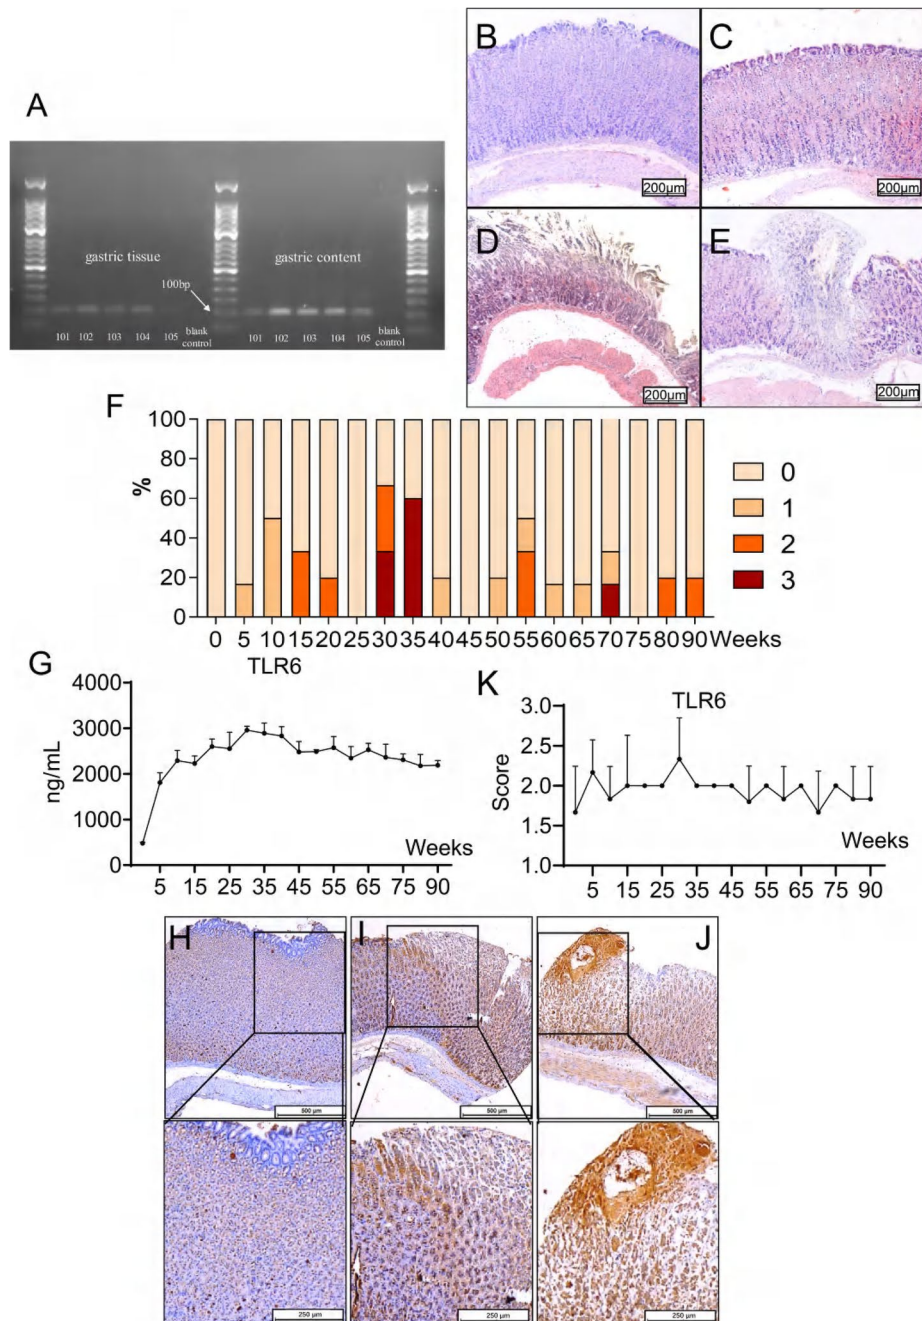 A
B
C
200µm
200µm
gastric tissue
gastric content
100bp
101 102 103 104 105 blank control
101 102 103 104 105 blank control
D
E
200µm
200µm
F
%
100
80
60
40
20
0
0 5 10 15 20 25 30 35 40 45 50 55 60 65 70 75 80 90 Weeks
0
1
2
3
G
TLR6
ng/mL
4000
3000
2000
1000
0
Weeks
5 15 25 35 45 55 65 75 90
K
TLR6
Score
3.0
2.5
2.0
1.5
1.0
Weeks
5 15 25 35 45 55 65 75 90
H
I
J
500 µm
500 µm
500 µm
250 µm
250 µm
250 µm